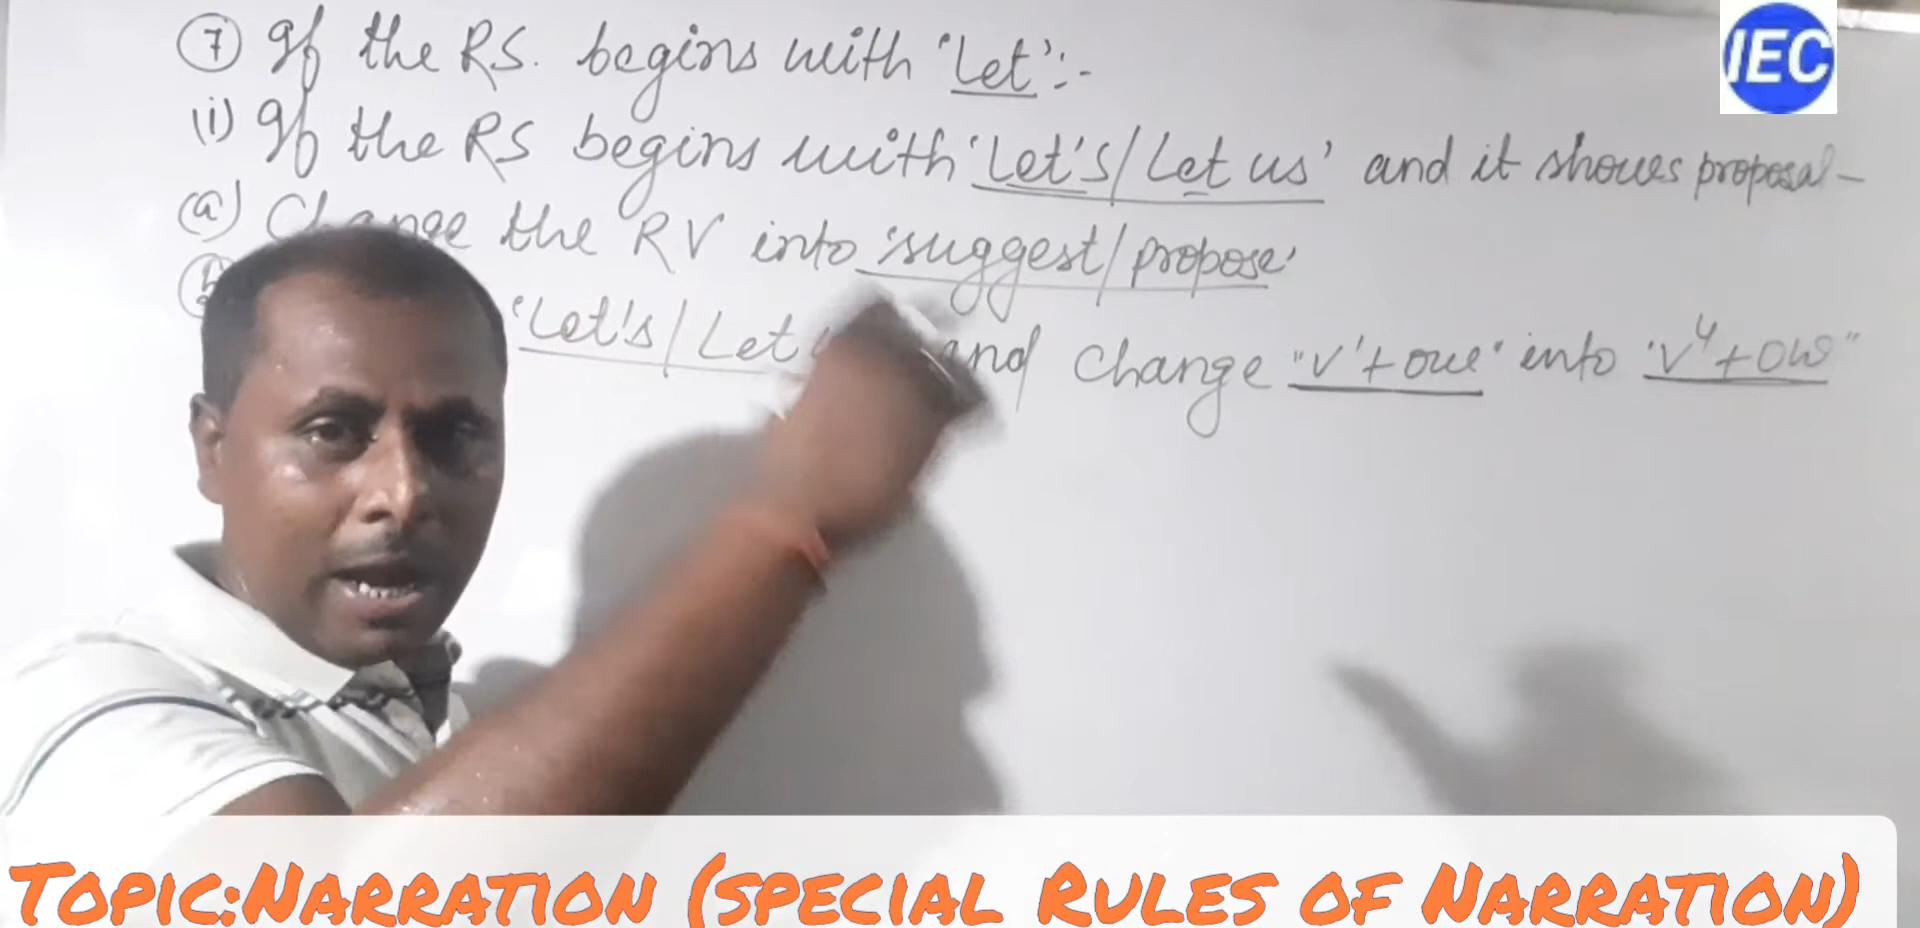 ⑦ If the RS. begins with 'Let':-
IEC
(i) If the RS begins with 'Let's/Let us' and it shows proposal-
(a) Change the RV into 'suggest/propose'
(b) 'Let's/Let and change "V¹+our" into "V⁴+our"
TOPIC:NARRATION (SPECIAL RULES OF NARRATION)